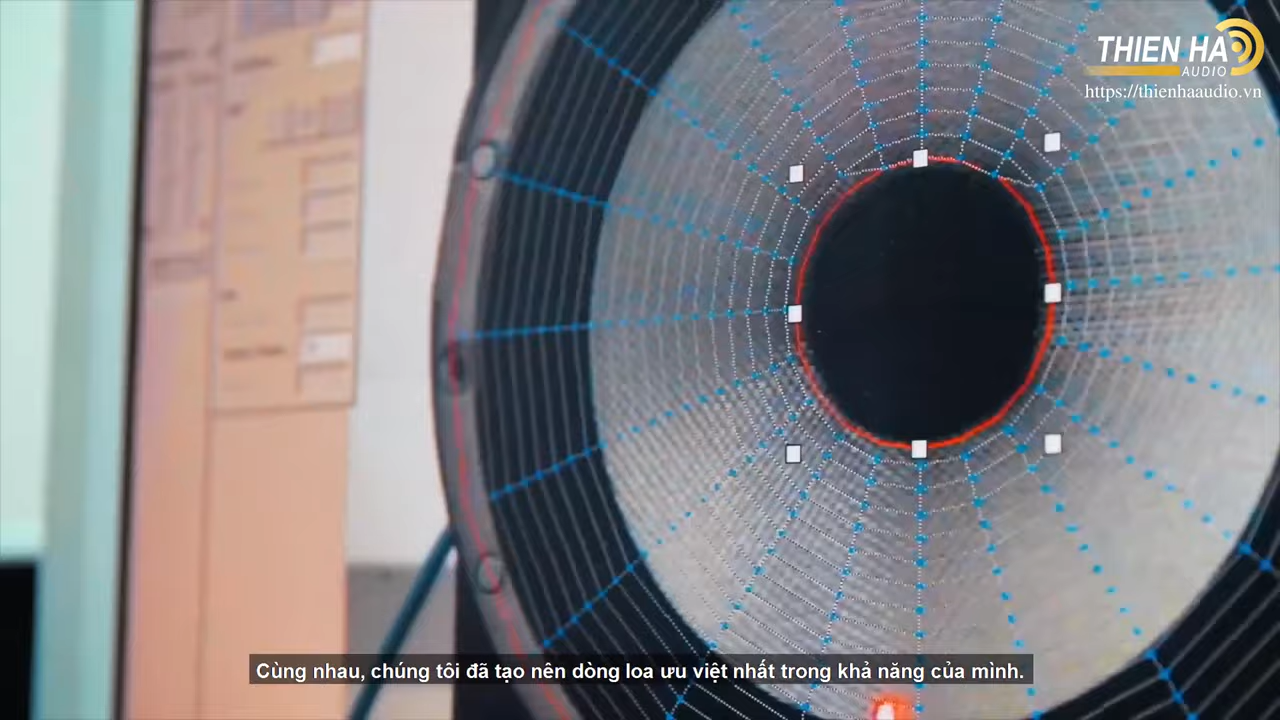 THIEN HA
AUDIO
https://thienhaaudio.vn
Cùng nhau, chúng tôi đã tạo nên dòng loa ưu việt nhất trong khả năng của mình.